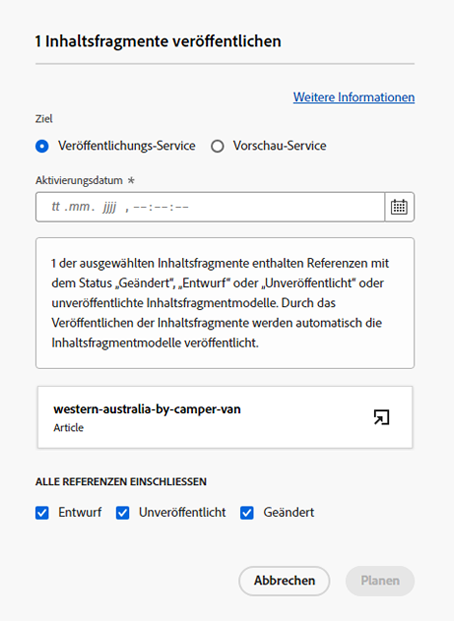 1 Inhaltsfragmente veröffentlichen
Weitere Informationen
Ziel
Veröffentlichungs-Service Vorschau-Service
Aktivierungsdatum *
tt .mm. jjjj , --:--:--
1 der ausgewählten Inhaltsfragmente enthalten Referenzen mit
dem Status „Geändert“, „Entwurf“ oder „Unveröffentlicht“ oder
unveröffentlichte Inhaltsfragmentmodelle. Durch das
Veröffentlichen der Inhaltsfragmente werden automatisch die
Inhaltsfragmentmodelle veröffentlicht.
western-australia-by-camper-van
Article
ALLE REFERENZEN EINSCHLIESSEN
Entwurf Unveröffentlicht Geändert
Abbrechen Planen